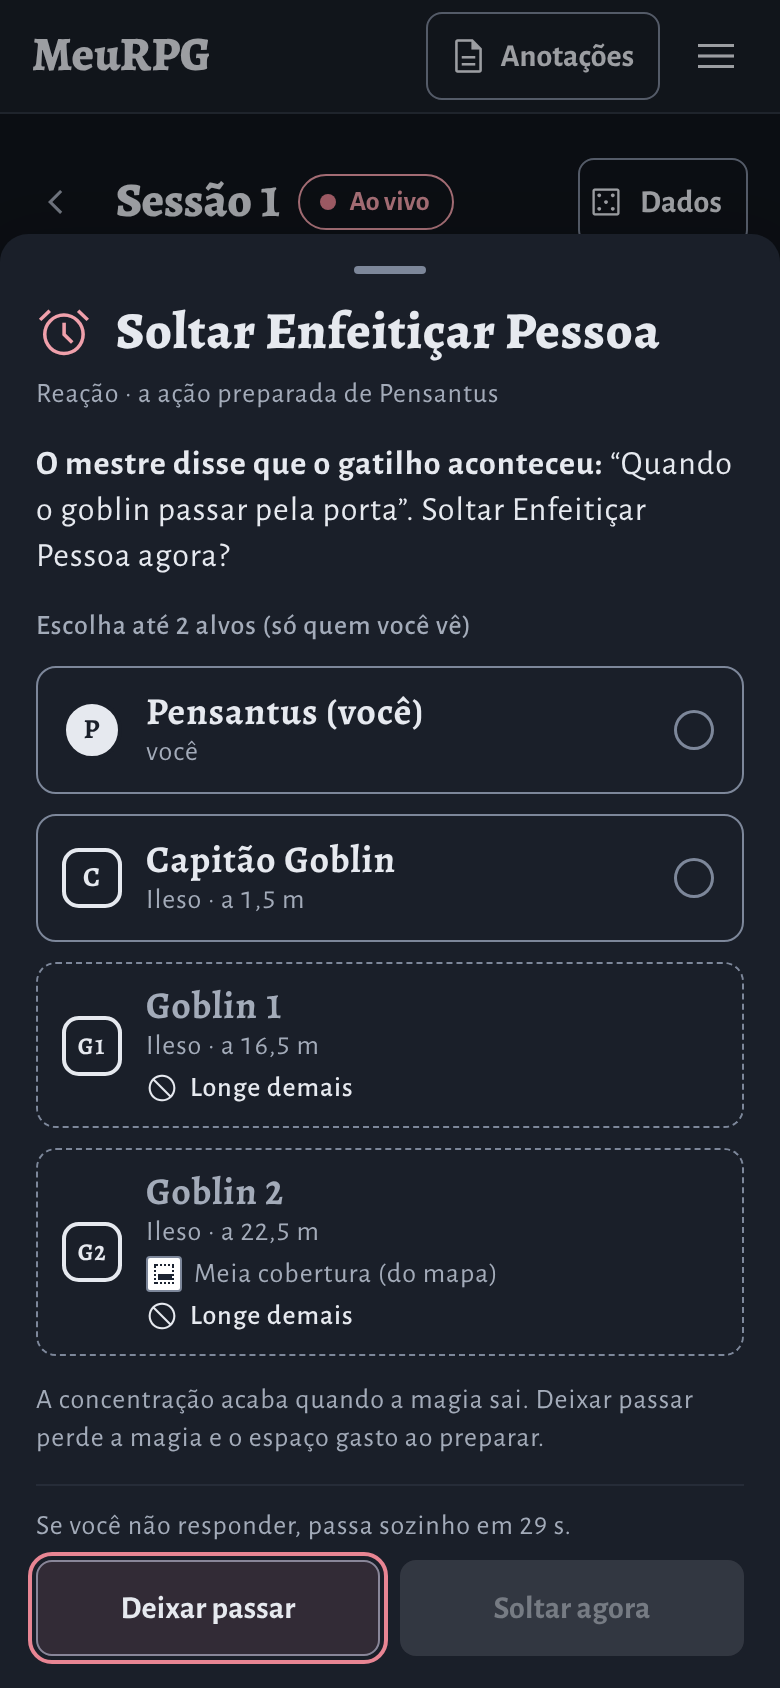 MeuRPG
Anotações
Sessão 1
Ao vivo
Dados
Soltar Enfeitiçar Pessoa
Reação · a ação preparada de Pensantus
O mestre disse que o gatilho aconteceu: “Quando
o goblin passar pela porta”. Soltar Enfeitiçar
Pessoa agora?
Escolha até 2 alvos (só quem você vê)
P
Pensantus (você)
você
C
Capitão Goblin
Ileso · a 1,5 m
G1
Goblin 1
Ileso · a 16,5 m
Longe demais
G2
Goblin 2
Ileso · a 22,5 m
Meia cobertura (do mapa)
Longe demais
A concentração acaba quando a magia sai. Deixar passar
perde a magia e o espaço gasto ao preparar.
Se você não responder, passa sozinho em 29 s.
Deixar passar
Soltar agora